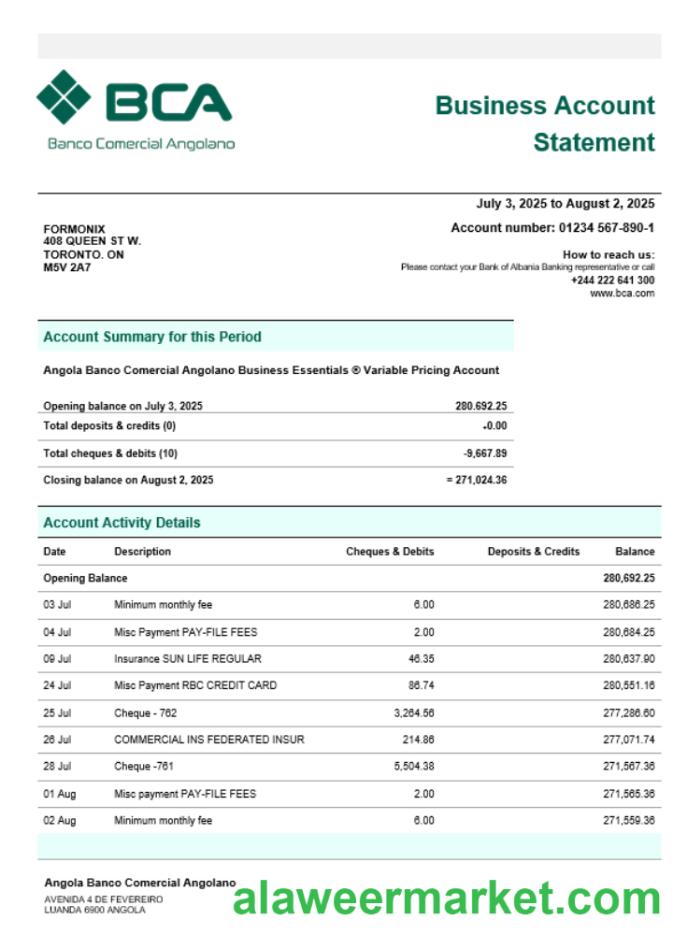 BCA
Banco Comercial Angolano
Business Account
Statement
July 3, 2025 to August 2, 2025
Account number: 01234 567-890-1
FORMONIX
408 QUEEN ST W.
TORONTO. ON
M5V 2A7
How to reach us:
Please contact your Bank of Albania Banking representative or call
+244 222 641 300
www.bca.com
Account Summary for this Period
Angola Banco Comercial Angolano Business Essentials ® Variable Pricing Account
Opening balance on July 3, 2025 280.692.25
Total deposits & credits (0) +0.00
Total cheques & debits (10) -9,667.89
Closing balance on August 2, 2025 = 271,024.36
Account Activity Details
Date Description Cheques & Debits Deposits & Credits Balance
Opening Balance 280,692.25
03 Jul Minimum monthly fee 6.00 280,686.25
04 Jul Misc Payment PAY-FILE FEES 2.00 280,684.25
09 Jul Insurance SUN LIFE REGULAR 46.35 280,637.90
24 Jul Misc Payment RBC CREDIT CARD 86.74 280,551.16
25 Jul Cheque - 762 3,264.56 277,286.60
26 Jul COMMERCIAL INS FEDERATED INSUR 214.86 277,071.74
28 Jul Cheque -761 5,504.38 271,567.36
01 Aug Misc payment PAY-FILE FEES 2.00 271,565.36
02 Aug Minimum monthly fee 6.00 271,559.36
Angola Banco Comercial Angolano
AVENIDA 4 DE FEVEREIRO
LUANDA 6900 ANGOLA
alaweermarket.com